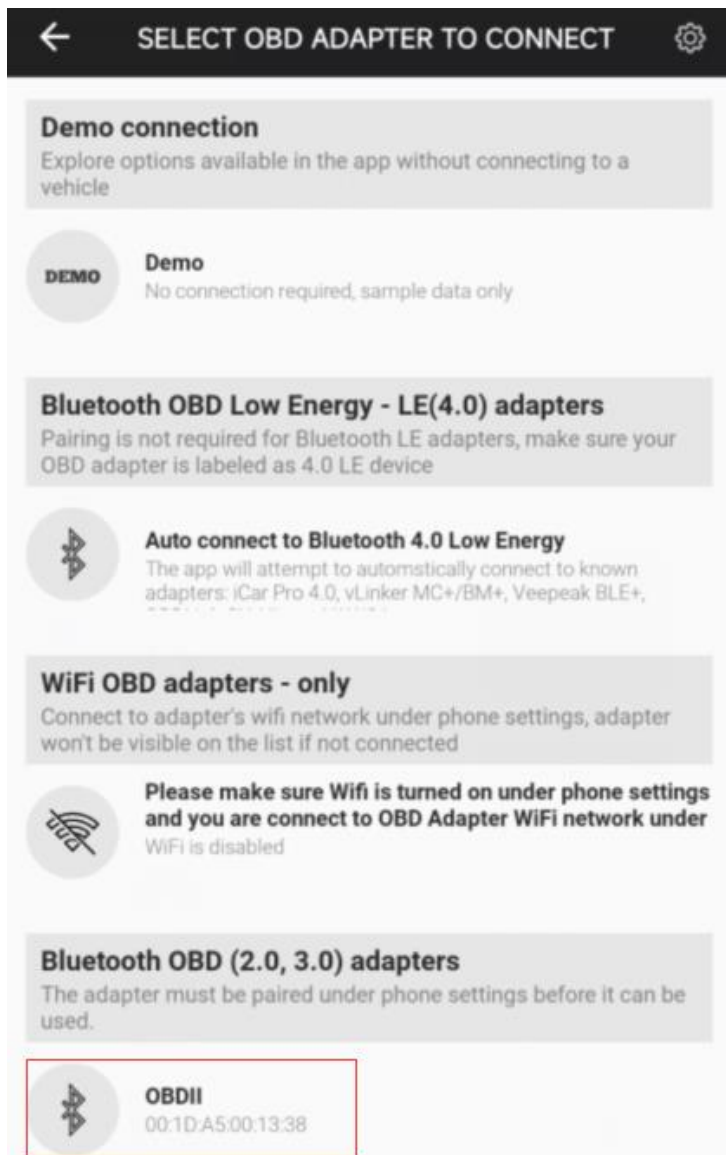 SELECT OBD ADAPTER TO CONNECT
Demo connection
Explore options available in the app without connecting to a
vehicle
DEMO
Demo
No connection required, sample data only
Bluetooth OBD Low Energy - LE(4.0) adapters
Pairing is not required for Bluetooth LE adapters, make sure your
OBD adapter is labeled as 4.0 LE device
Auto connect to Bluetooth 4.0 Low Energy
The app will attempt to automstically connect to known
adapters: iCar Pro 4.0, vLinker MC+/BM+, Veepeak BLE+,
WiFi OBD adapters - only
Connect to adapter's wifi network under phone settings, adapter
won't be visible on the list if not connected
Please make sure Wifi is turned on under phone settings
and you are connect to OBD Adapter WiFi network under
WiFi is disabled
Bluetooth OBD (2.0, 3.0) adapters
The adapter must be paired under phone settings before it can be
used.
OBDII
00:1D:A5:00:13:38